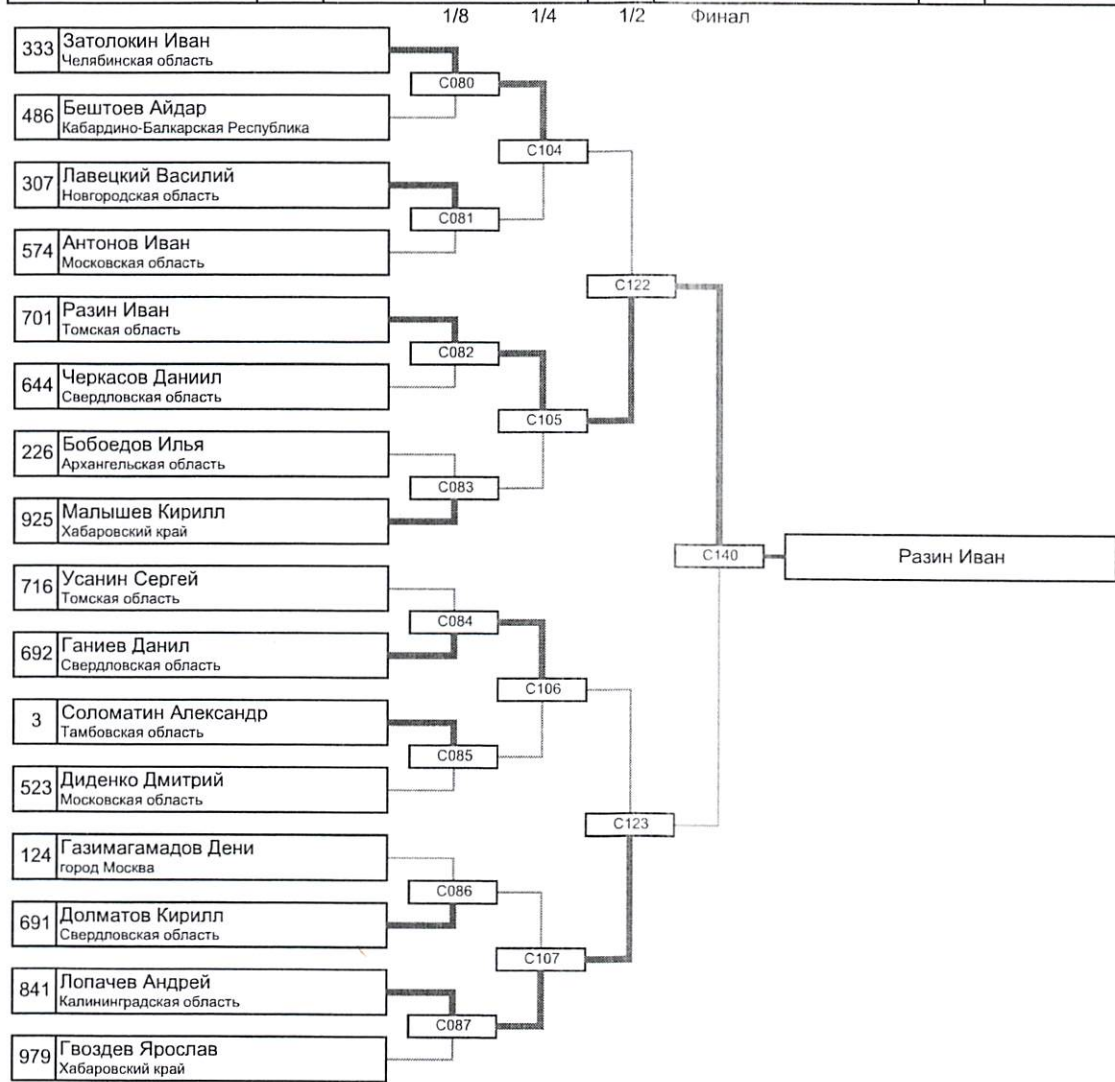 1/8 1/4 1/2 Финал
333 Затолокин Иван
Челябинская область
C080
486 Бештоев Айдар
Кабардино-Балкарская Республика
C104
307 Лавецкий Василий
Новгородская область
C081
574 Антонов Иван
Московская область
C122
701 Разин Иван
Томская область
C082
644 Черкасов Даниил
Свердловская область
C105
226 Бобоедов Илья
Архангельская область
C083
925 Малышев Кирилл
Хабаровский край
C140 Разин Иван
716 Усанин Сергей
Томская область
C084
692 Ганиев Данил
Свердловская область
C106
3 Соломатин Александр
Тамбовская область
C085
523 Диденко Дмитрий
Московская область
C123
124 Газимагамадов Дени
город Москва
C086
691 Долматов Кирилл
Свердловская область
C107
841 Лопачев Андрей
Калининградская область
C087
979 Гвоздев Ярослав
Хабаровский край